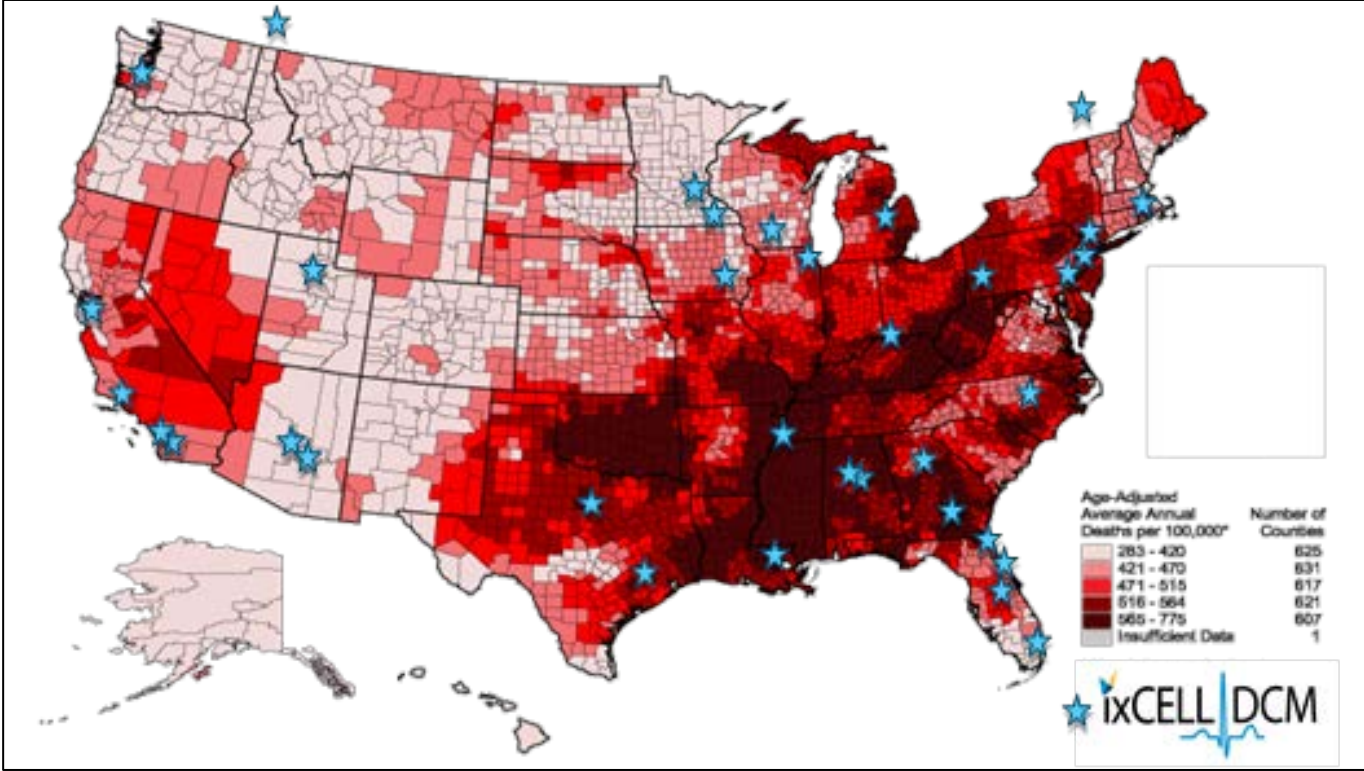 Age-Adjusted
Average Annual Number of
Deaths per 100,000* Counties
283 - 420 625
421 - 470 631
471 - 515 617
516 - 564 621
565 - 775 607
Insufficient Data 1
ixCELL DCM